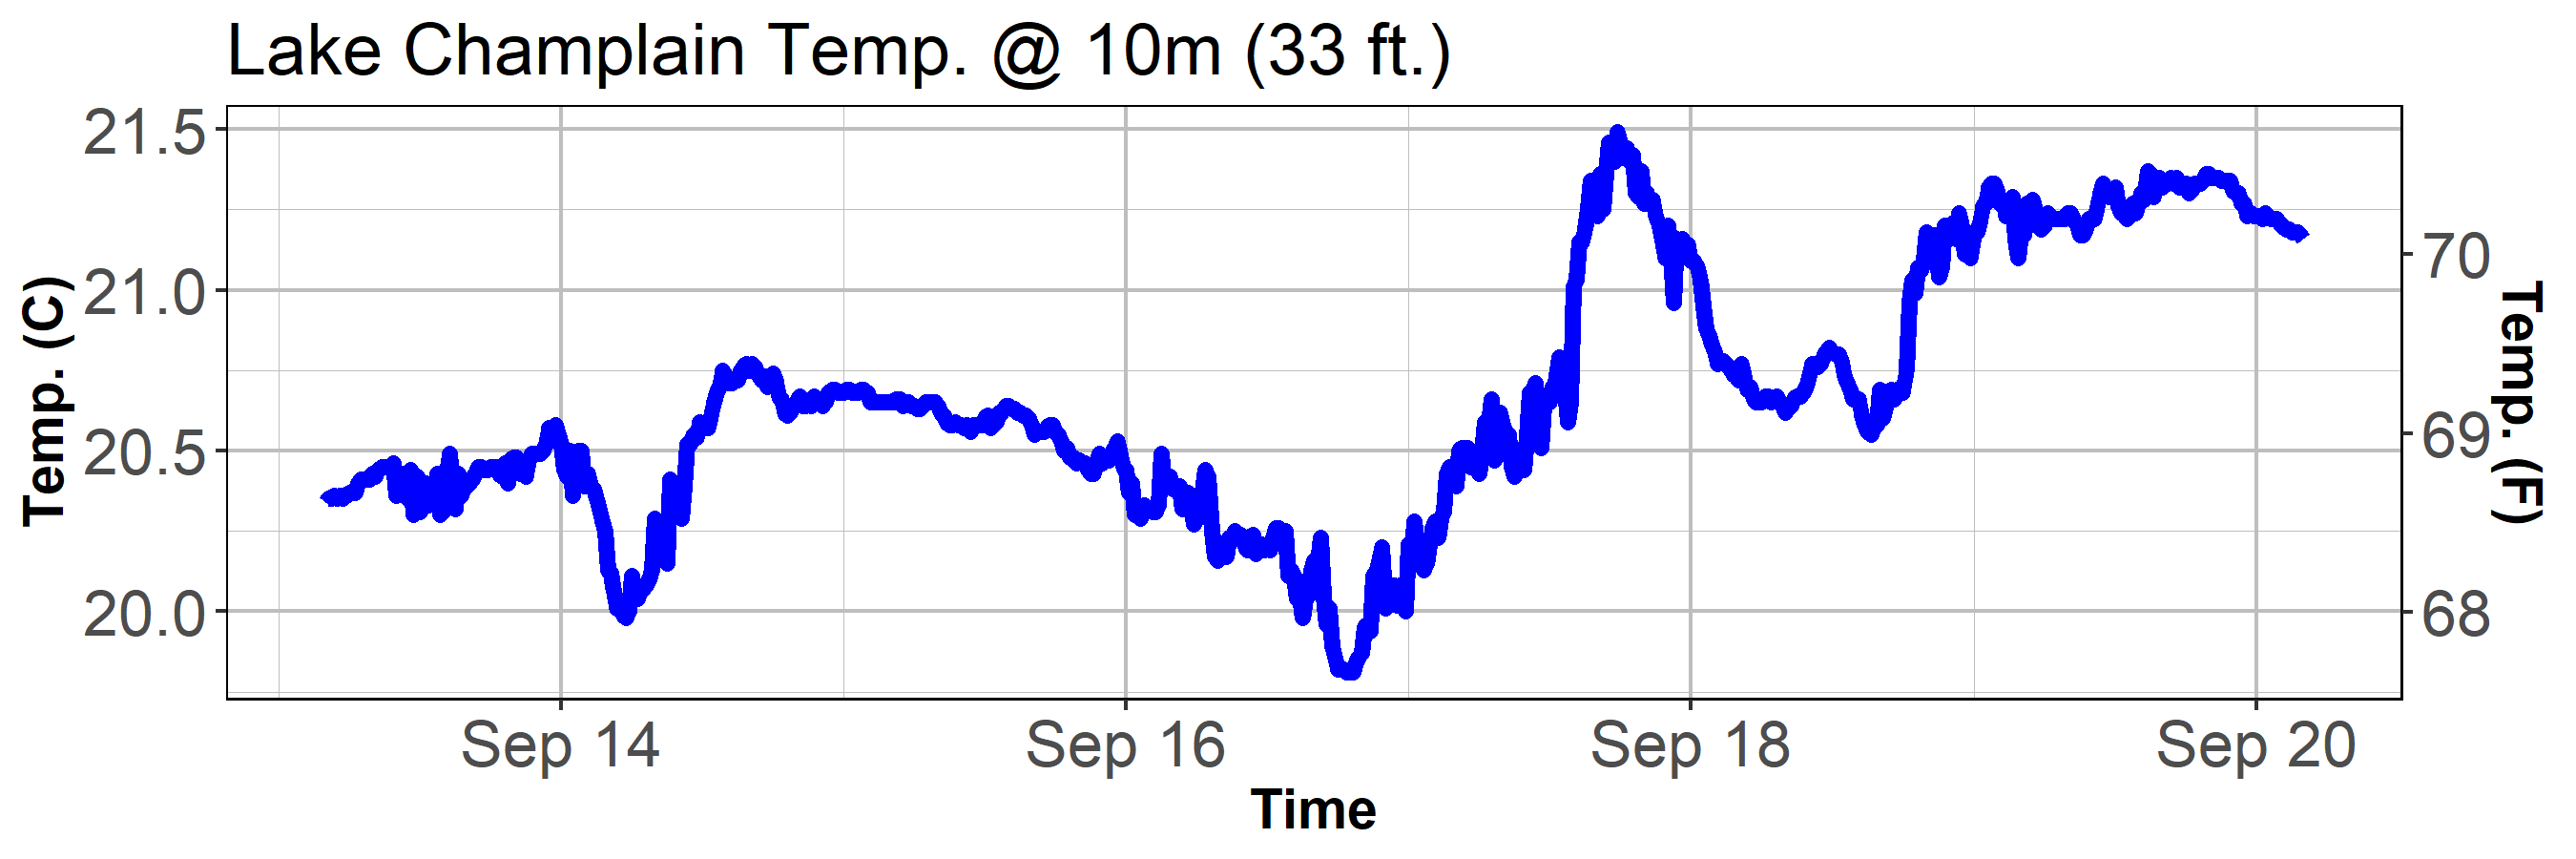 Lake Champlain Temp. @ 10m (33 ft.)
Temp. (C)
21.5
21.0
20.5
20.0
70
69
68
Temp. (F)
Sep 14 Sep 16 Sep 18 Sep 20
Time